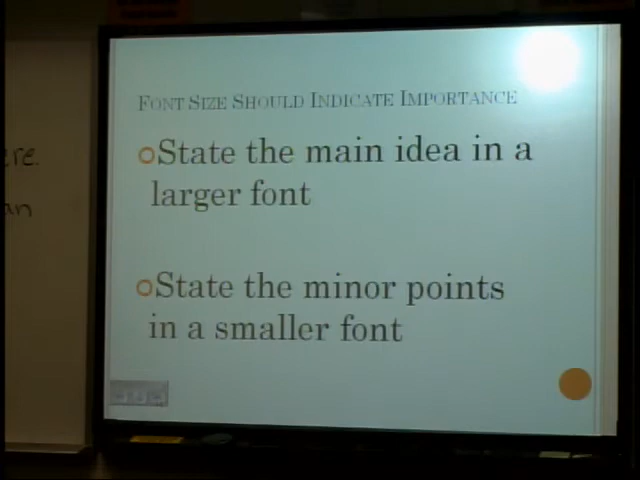 FONT SIZE SHOULD INDICATE IMPORTANCE
State the main idea in a
larger font
State the minor points
in a smaller font